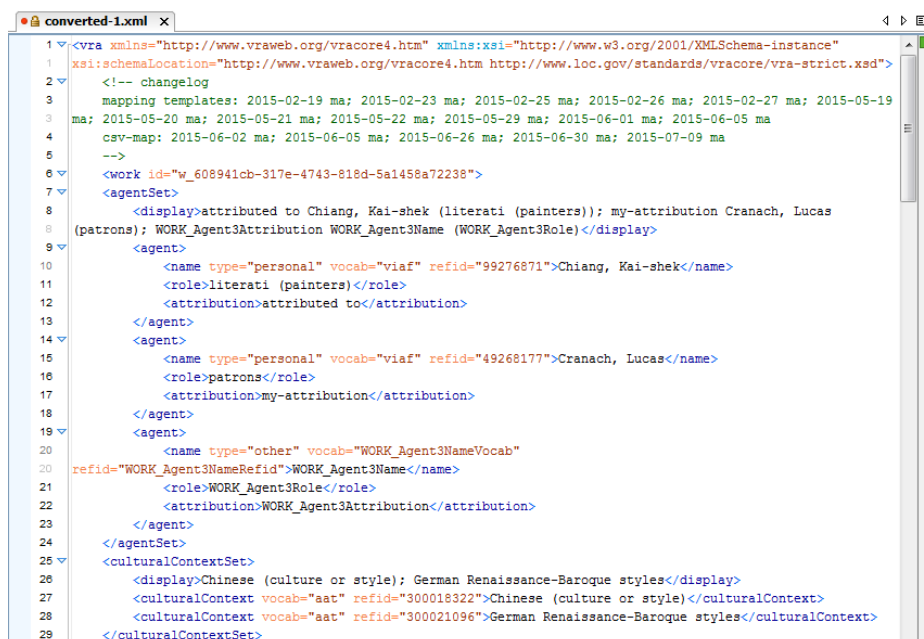 converted-1.xml
1 <vra xmlns="http://www.vraweb.org/vracore4.htm" xmlns:xsi="http://www.w3.org/2001/XMLSchema-instance"
1 xsi:schemaLocation="http://www.vraweb.org/vracore4.htm http://www.loc.gov/standards/vracore/vra-strict.xsd">
2 <!-- changelog
3 mapping templates: 2015-02-19 ma; 2015-02-23 ma; 2015-02-25 ma; 2015-02-26 ma; 2015-02-27 ma; 2015-05-19
3 ma; 2015-05-20 ma; 2015-05-21 ma; 2015-05-22 ma; 2015-05-29 ma; 2015-06-01 ma; 2015-06-05 ma
4 csv-map: 2015-06-02 ma; 2015-06-05 ma; 2015-06-26 ma; 2015-06-30 ma; 2015-07-09 ma
5 -->
6 <work id="w_608941cb-317e-4743-818d-5a1458a72238">
7 <agentSet>
8 <display>attributed to Chiang, Kai-shek (literati (painters)); my-attribution Cranach, Lucas
8 (patrons); WORK_Agent3Attribution WORK_Agent3Name (WORK_Agent3Role)</display>
9 <agent>
10 <name type="personal" vocab="viaf" refid="99276871">Chiang, Kai-shek</name>
11 <role>literati (painters)</role>
12 <attribution>attributed to</attribution>
13 </agent>
14 <agent>
15 <name type="personal" vocab="viaf" refid="49268177">Cranach, Lucas</name>
16 <role>patrons</role>
17 <attribution>my-attribution</attribution>
18 </agent>
19 <agent>
20 <name type="other" vocab="WORK_Agent3NameVocab"
20 refid="WORK_Agent3NameRefid">WORK_Agent3Name</name>
21 <role>WORK_Agent3Role</role>
22 <attribution>WORK_Agent3Attribution</attribution>
23 </agent>
24 </agentSet>
25 <culturalContextSet>
26 <display>Chinese (culture or style); German Renaissance-Baroque styles</display>
27 <culturalContext vocab="aat" refid="300018322">Chinese (culture or style)</culturalContext>
28 <culturalContext vocab="aat" refid="300021096">German Renaissance-Baroque styles</culturalContext>
29 </culturalContextSet>